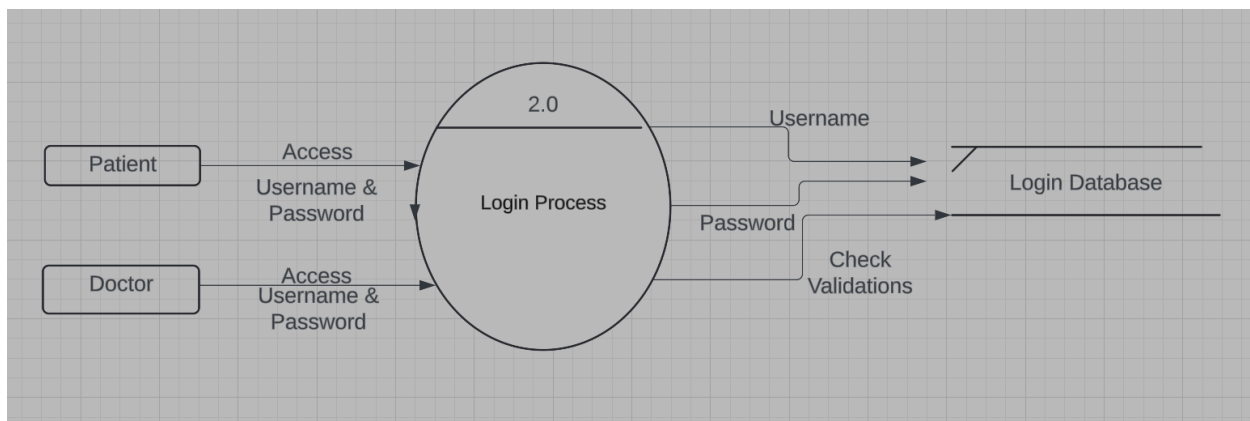 2.0
Username
Patient
Access
Username &
Password
Login Process
Login Database
Password
Doctor
Access
Username &
Password
Check
Validations